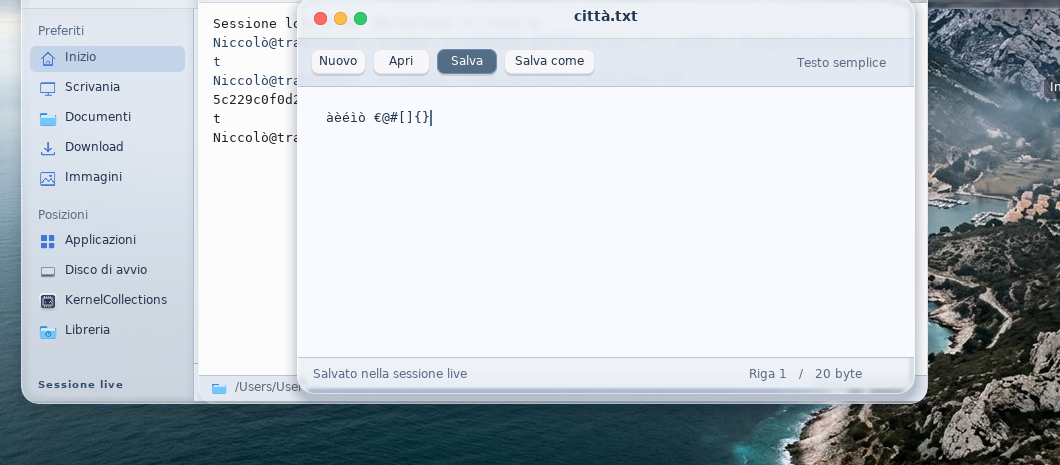 Preferiti
Inizio
Scrivania
Documenti
Download
Immagini
Posizioni
Applicazioni
Disco di avvio
KernelCollections
Libreria
Sessione live
Sessione lo
Niccolò@tra
t
Niccolò@tra
5c229c0f0d2
t
Niccolò@tra
/Users/User
città.txt
Nuovo
Apri
Salva
Salva come
Testo semplice
àèéìò €@#[]{}
Salvato nella sessione live
Riga 1 / 20 byte
In